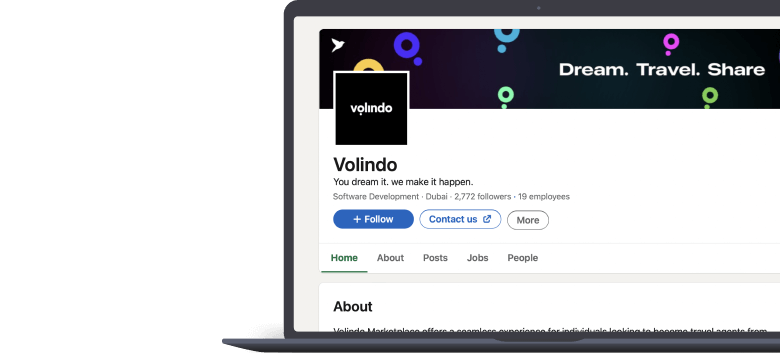 Dream. Travel. Share
volindo
Volindo
You dream it. we make it happen.
Software Development · Dubai · 2,772 followers · 19 employees
+ Follow
Contact us
More
Home
About
Posts
Jobs
People
About
Volindo Marketplace offers a seamless experience for individuals looking to become travel agents from